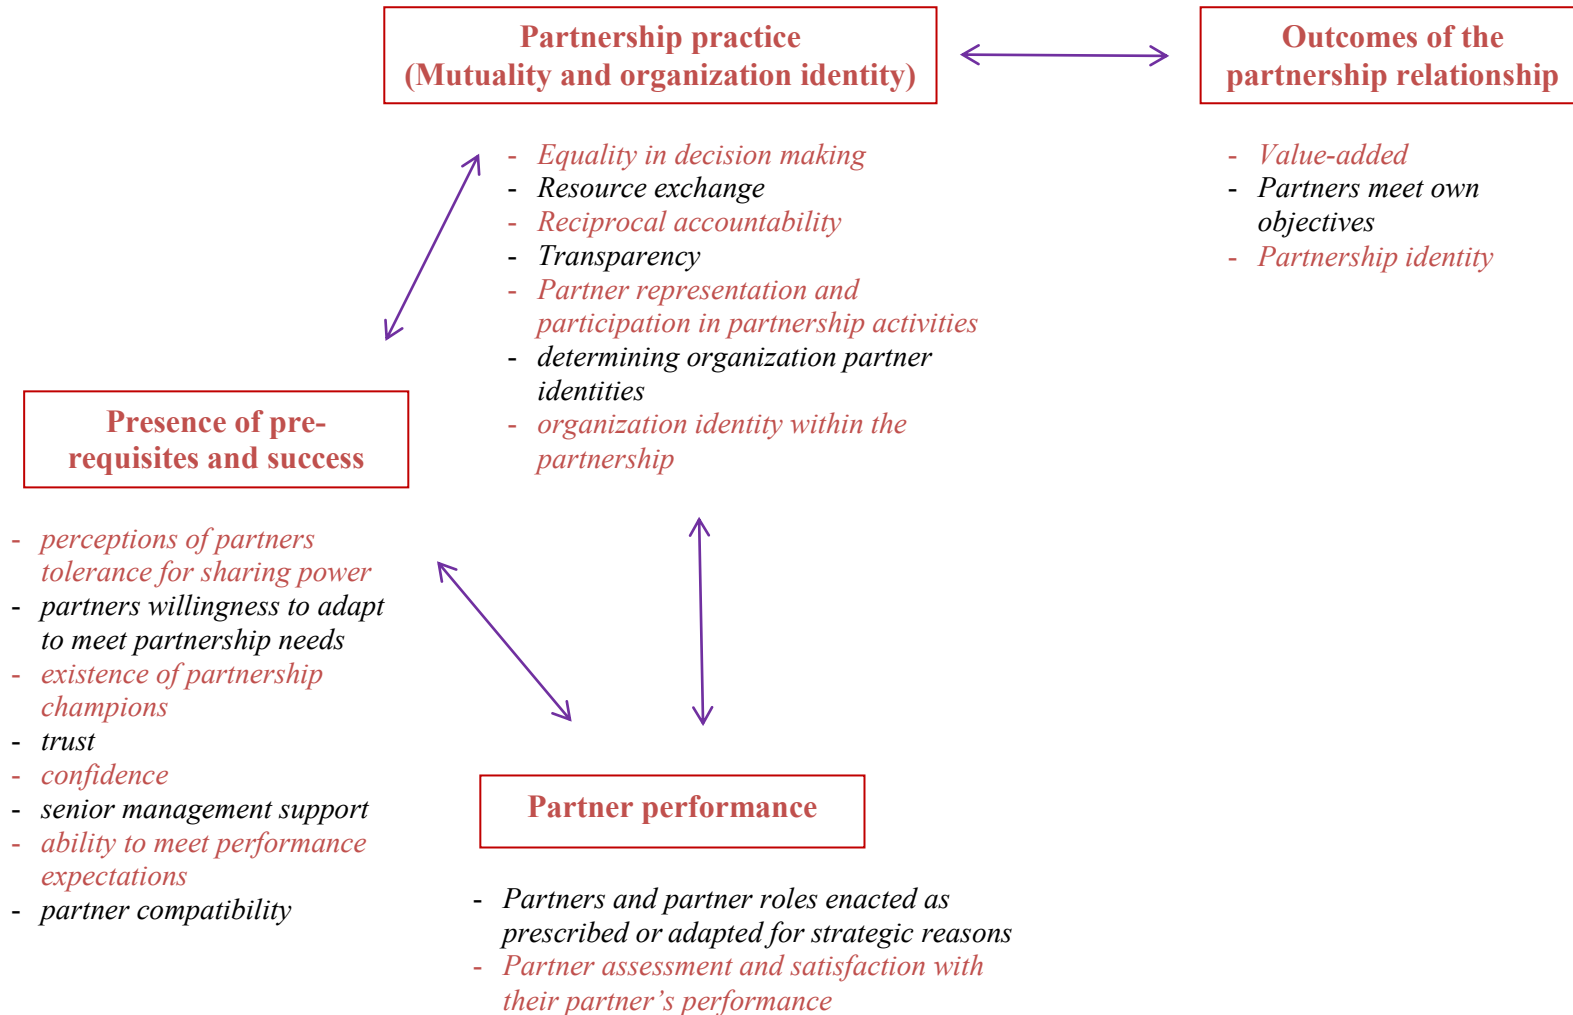 Partnership practice
(Mutuality and organization identity)
Outcomes of the
partnership relationship
- Equality in decision making
- Resource exchange
- Reciprocal accountability
- Transparency
- Partner representation and
participation in partnership activities
- determining organization partner
identities
- organization identity within the
partnership
- Value-added
- Partners meet own
objectives
- Partnership identity
Presence of pre-
requisites and success
- perceptions of partners
tolerance for sharing power
- partners willingness to adapt
to meet partnership needs
- existence of partnership
champions
- trust
- confidence
- senior management support
- ability to meet performance
expectations
- partner compatibility
Partner performance
- Partners and partner roles enacted as
prescribed or adapted for strategic reasons
- Partner assessment and satisfaction with
their partner’s performance